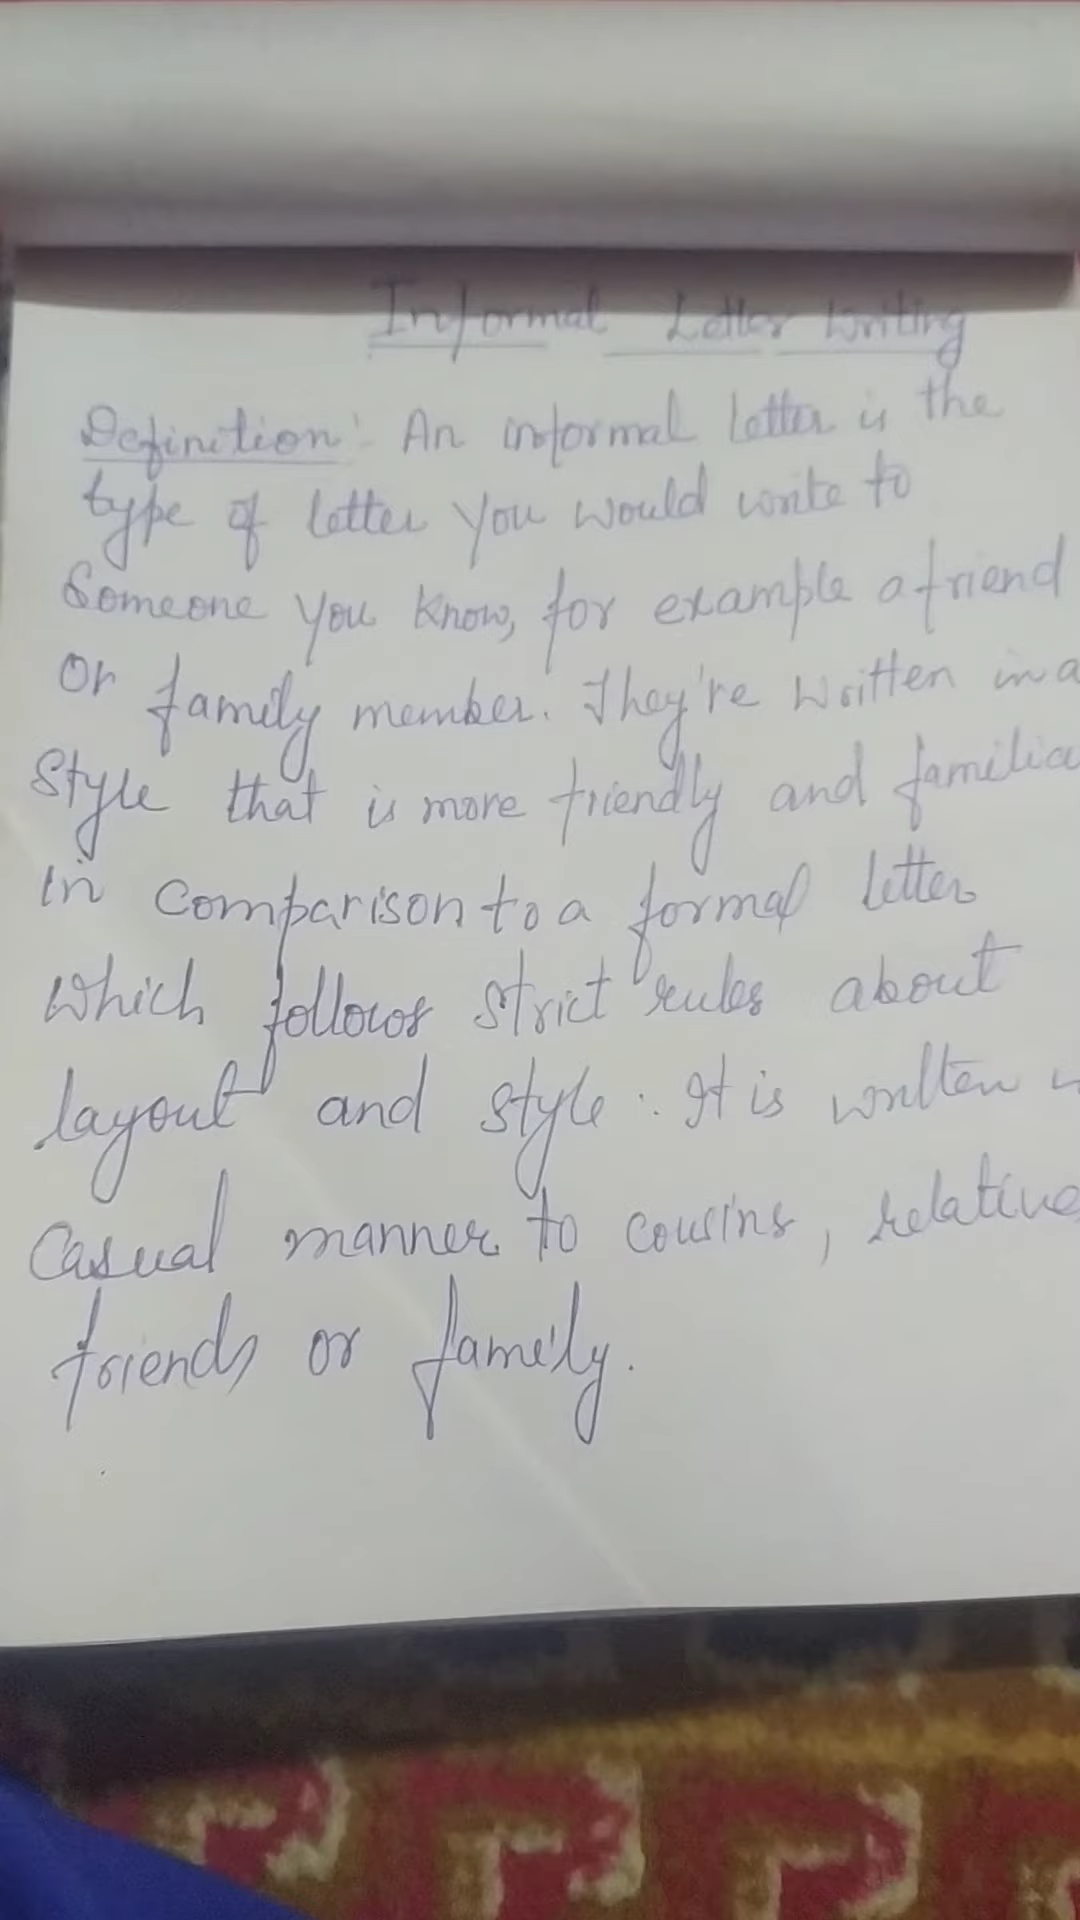 Informal Letter Writing
Definition: An informal letter is the
type of letter you would write to
Someone you know, for example a friend
or family member. They're written in a
Style that is more friendly and familia
in comparison to a formal letter
which follows strict rules about
layout and style. It is written i
Casual manner to cousins, relative
friends or family.